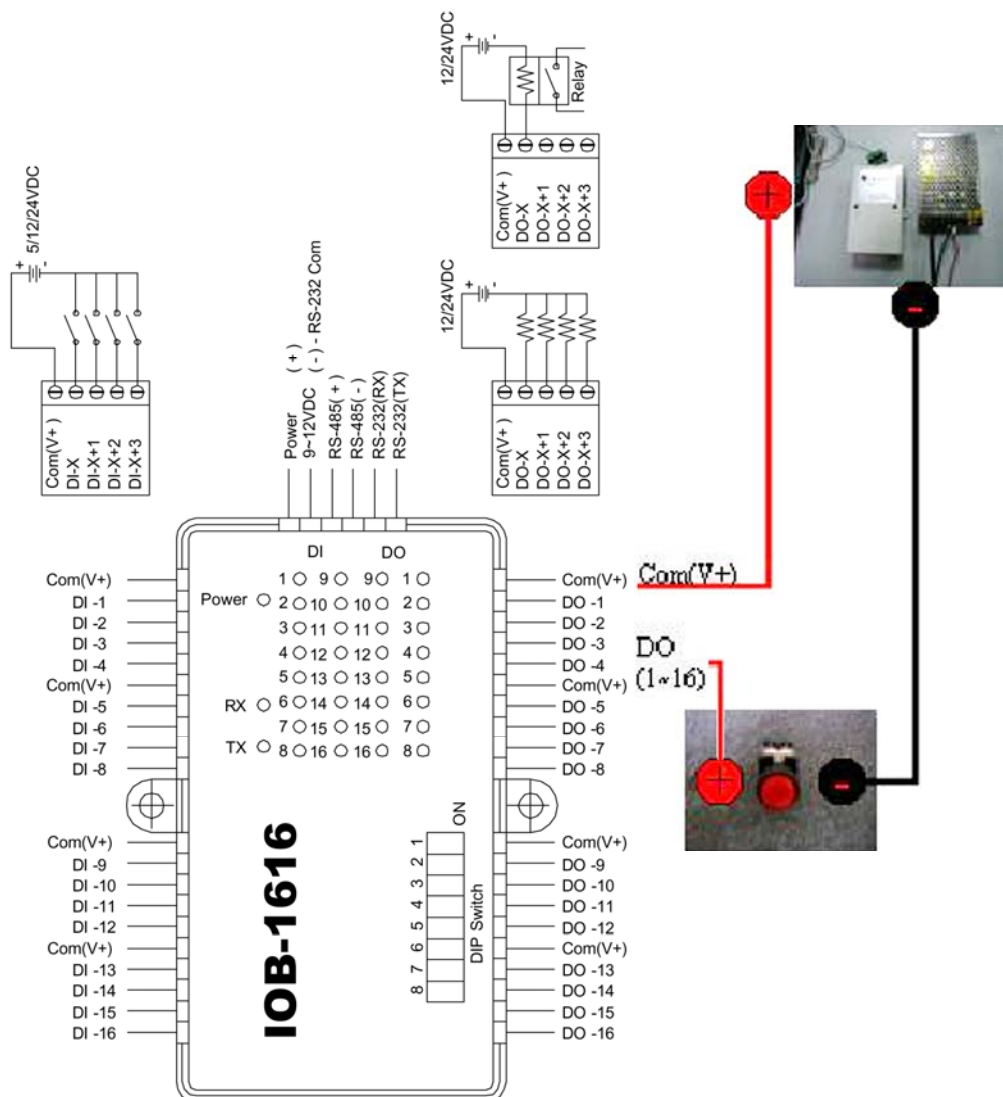 12/24VDC
+ -
Relay
Com(V+)
DO-X
DO-X+1
DO-X+2
DO-X+3
5/12/24VDC
+ -
Com(V+)
DI-X
DI-X+1
DI-X+2
DI-X+3
12/24VDC
+ -
Com(V+)
DO-X
DO-X+1
DO-X+2
DO-X+3
Power
9~12VDC
(+)
(-) - RS-232 Com
RS-485(+)
RS-485(-)
RS-232(RX)
RS-232(TX)
DI DO
1 9 9 1
2 10 10 2
3 11 11 3
4 12 12 4
5 13 13 5
6 14 14 6
7 15 15 7
8 16 16 8
Power
RX
TX
Com(V+)
DI -1
DI -2
DI -3
DI -4
Com(V+)
DI -5
DI -6
DI -7
DI -8
Com(V+)
DI -9
DI -10
DI -11
DI -12
Com(V+)
DI -13
DI -14
DI -15
DI -16
IOB-1616
ON
1
2
3
4
5
6
7
8
DIP Switch
Com(V+)
DO -1
DO -2
DO -3
DO -4
Com(V+)
DO -5
DO -6
DO -7
DO -8
Com(V+)
DO -9
DO -10
DO -11
DO -12
Com(V+)
DO -13
DO -14
DO -15
DO -16
Com(V+)
DO
(1~16)
+
-
+
-